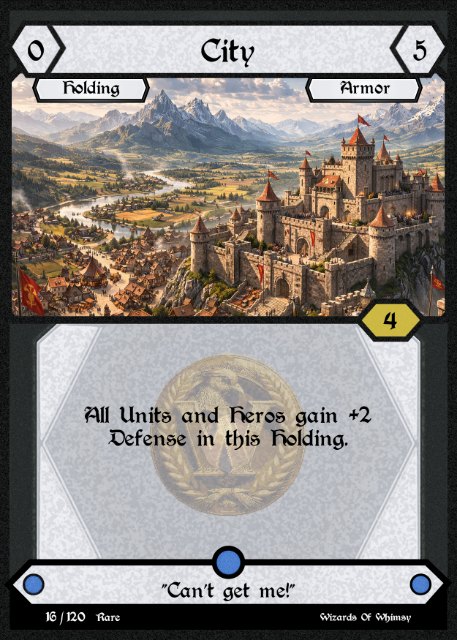 0 City 5
Holding Armor
4
All Units and Heros gain +2
Defense in this Holding.
W
"Can't get me!"
16/120 Rare Wizards Of Whimsy